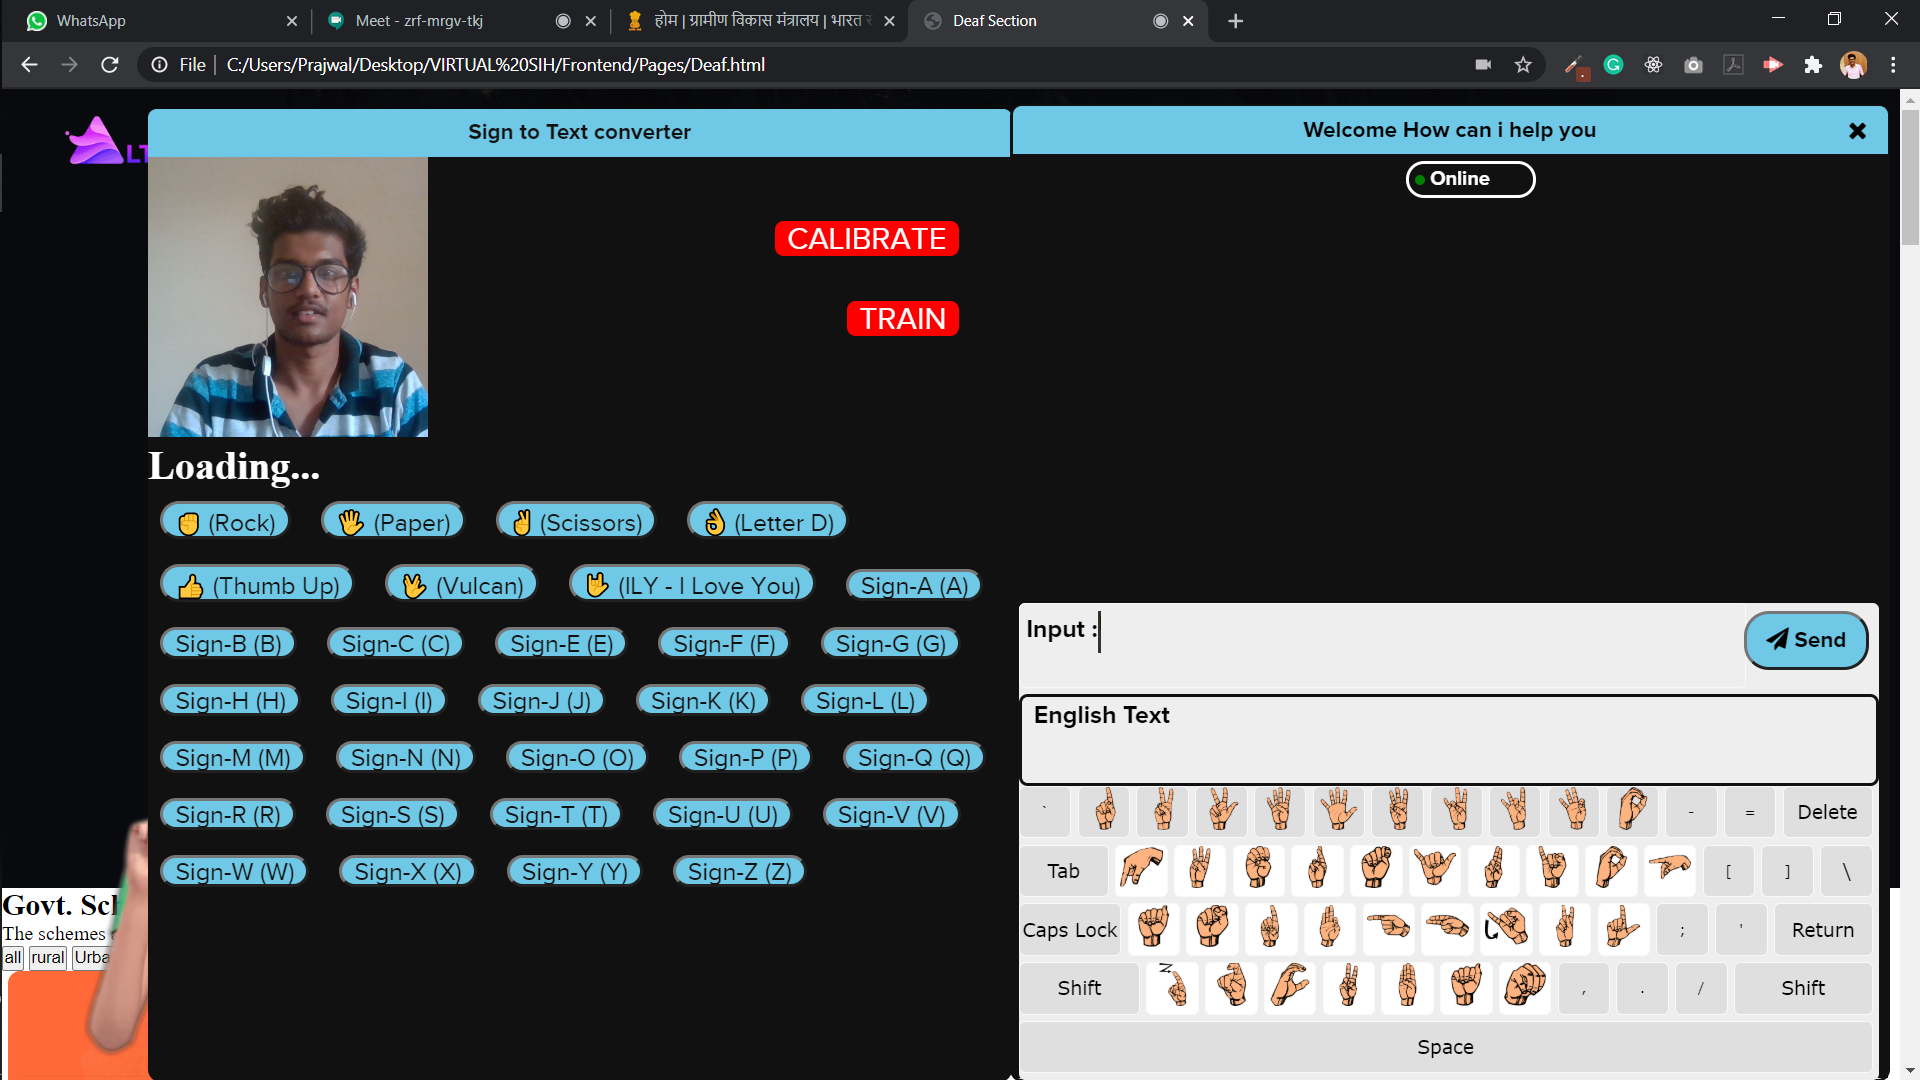 WhatsApp
Meet - zrf-mrgv-tkj
होम | ग्रामीण विकास मंत्रालय | भारत स
Deaf Section
File
C:/Users/Prajwal/Desktop/VIRTUAL%20SIH/Frontend/Pages/Deaf.html
LT
Sign to Text converter
Welcome How can i help you
Online
CALIBRATE
TRAIN
Loading...
(Rock) (Paper) (Scissors) (Letter D)
(Thumb Up) (Vulcan) (ILY - I Love You) Sign-A (A)
Sign-B (B) Sign-C (C) Sign-E (E) Sign-F (F) Sign-G (G)
Sign-H (H) Sign-I (I) Sign-J (J) Sign-K (K) Sign-L (L)
Sign-M (M) Sign-N (N) Sign-O (O) Sign-P (P) Sign-Q (Q)
Sign-R (R) Sign-S (S) Sign-T (T) Sign-U (U) Sign-V (V)
Sign-W (W) Sign-X (X) Sign-Y (Y) Sign-Z (Z)
Govt. Sch
The schemes
all rural Urba
Input :
Send
English Text
` - = Delete
Tab [ ] \
Caps Lock ; ' Return
Shift Z , . / Shift
Space